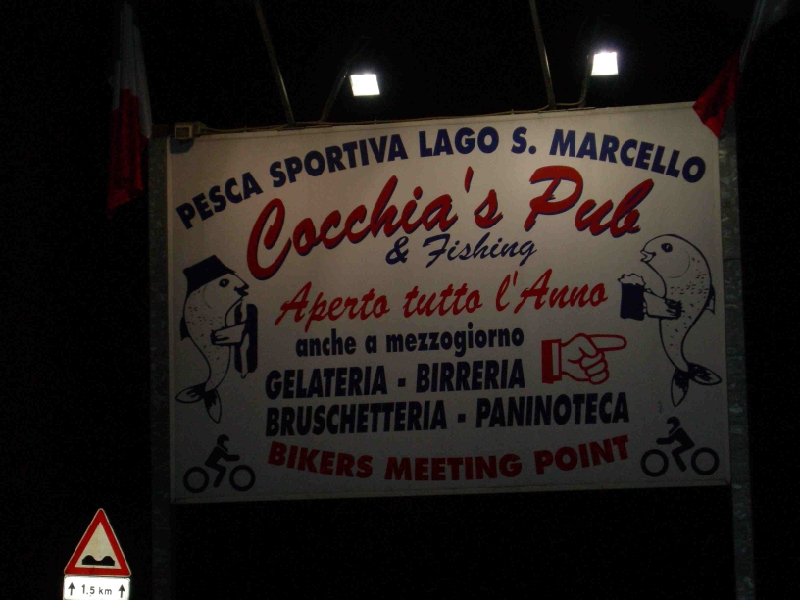 PESCA SPORTIVA LAGO S. MARCELLO
Cocchia's Pub
& Fishing
Aperto tutto l'Anno
anche a mezzogiorno
GELATERIA - BIRRERIA
BRUSCHETTERIA - PANINOTECA
BIKERS MEETING POINT
1,5 km